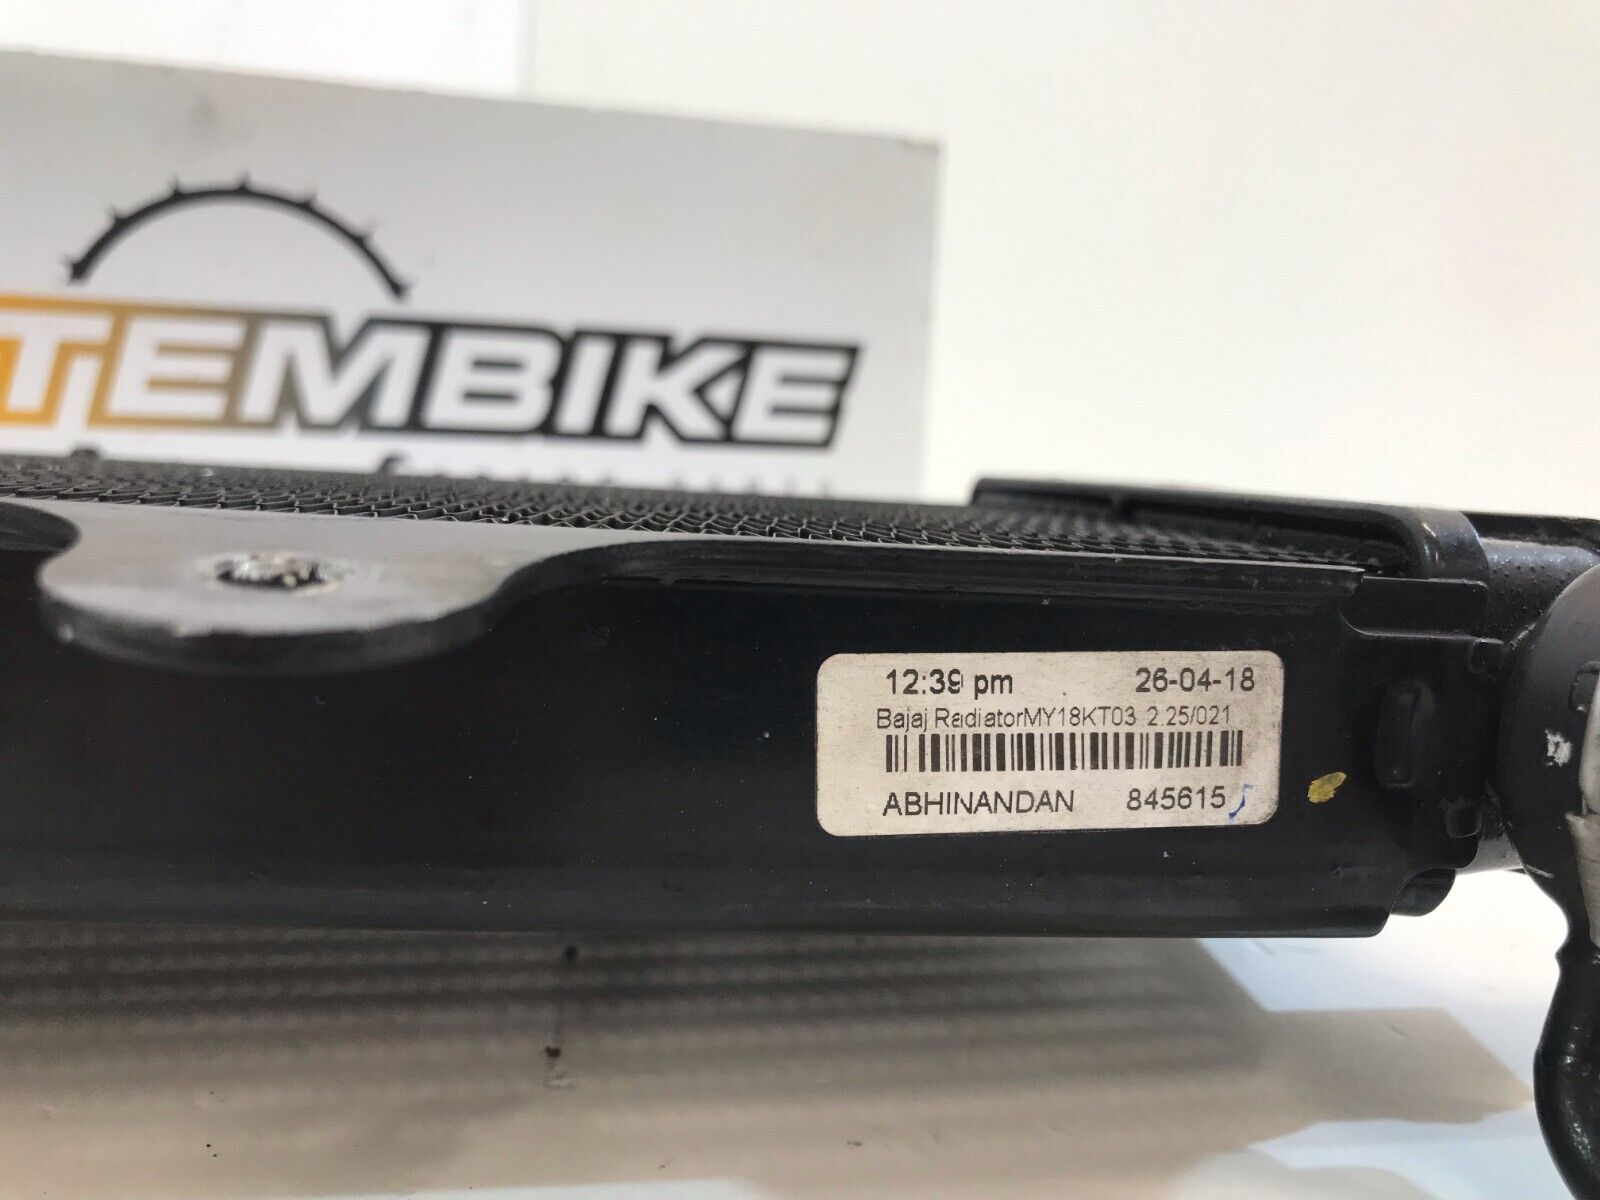 TEMBIKE
12:39 pm 26-04-18
Bajaj RadiatorMY18KT03 2.25/021
ABHINANDAN 845615